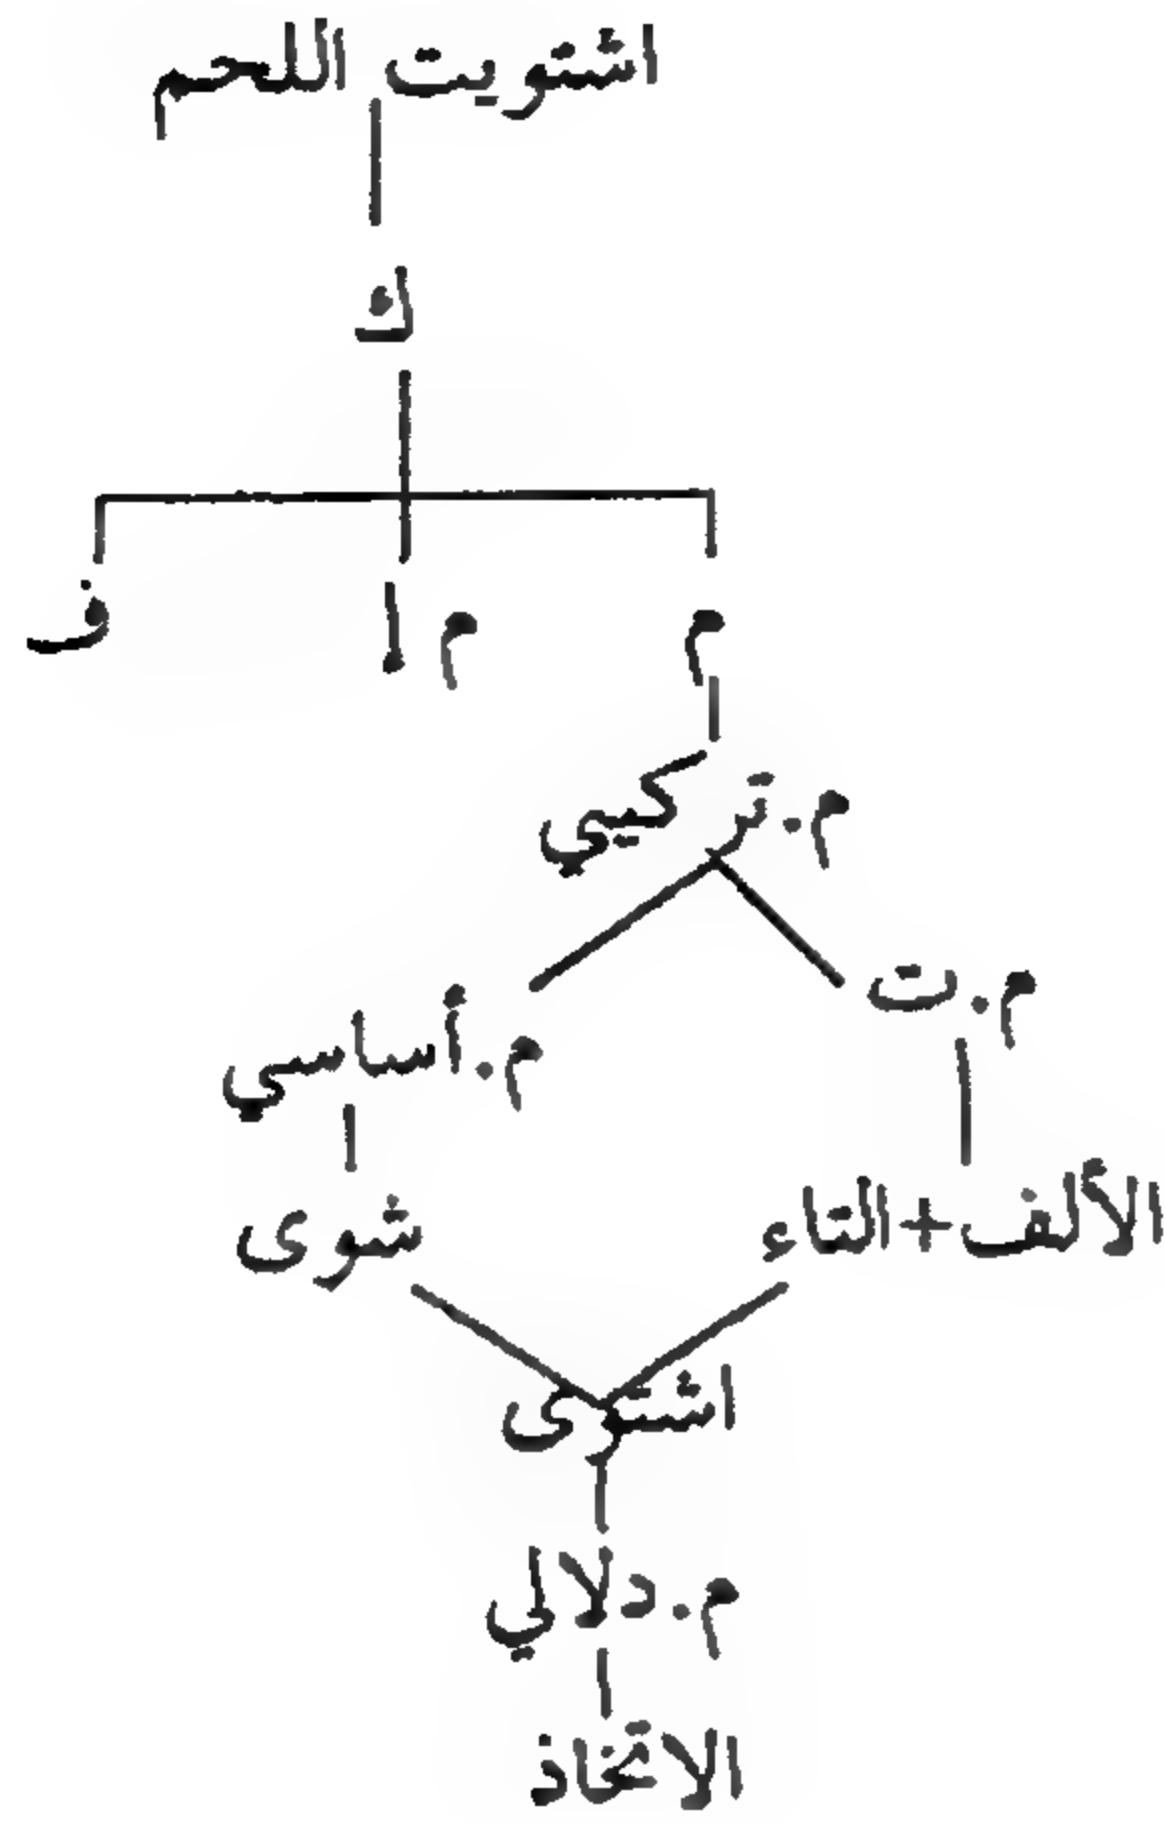 اشتويت اللحم
ك
م م إ ف
م.تركيبي
م.ت م.أساسي
الألف+التاء شوى
اشتوى
م.دلالي
الاتخاذ